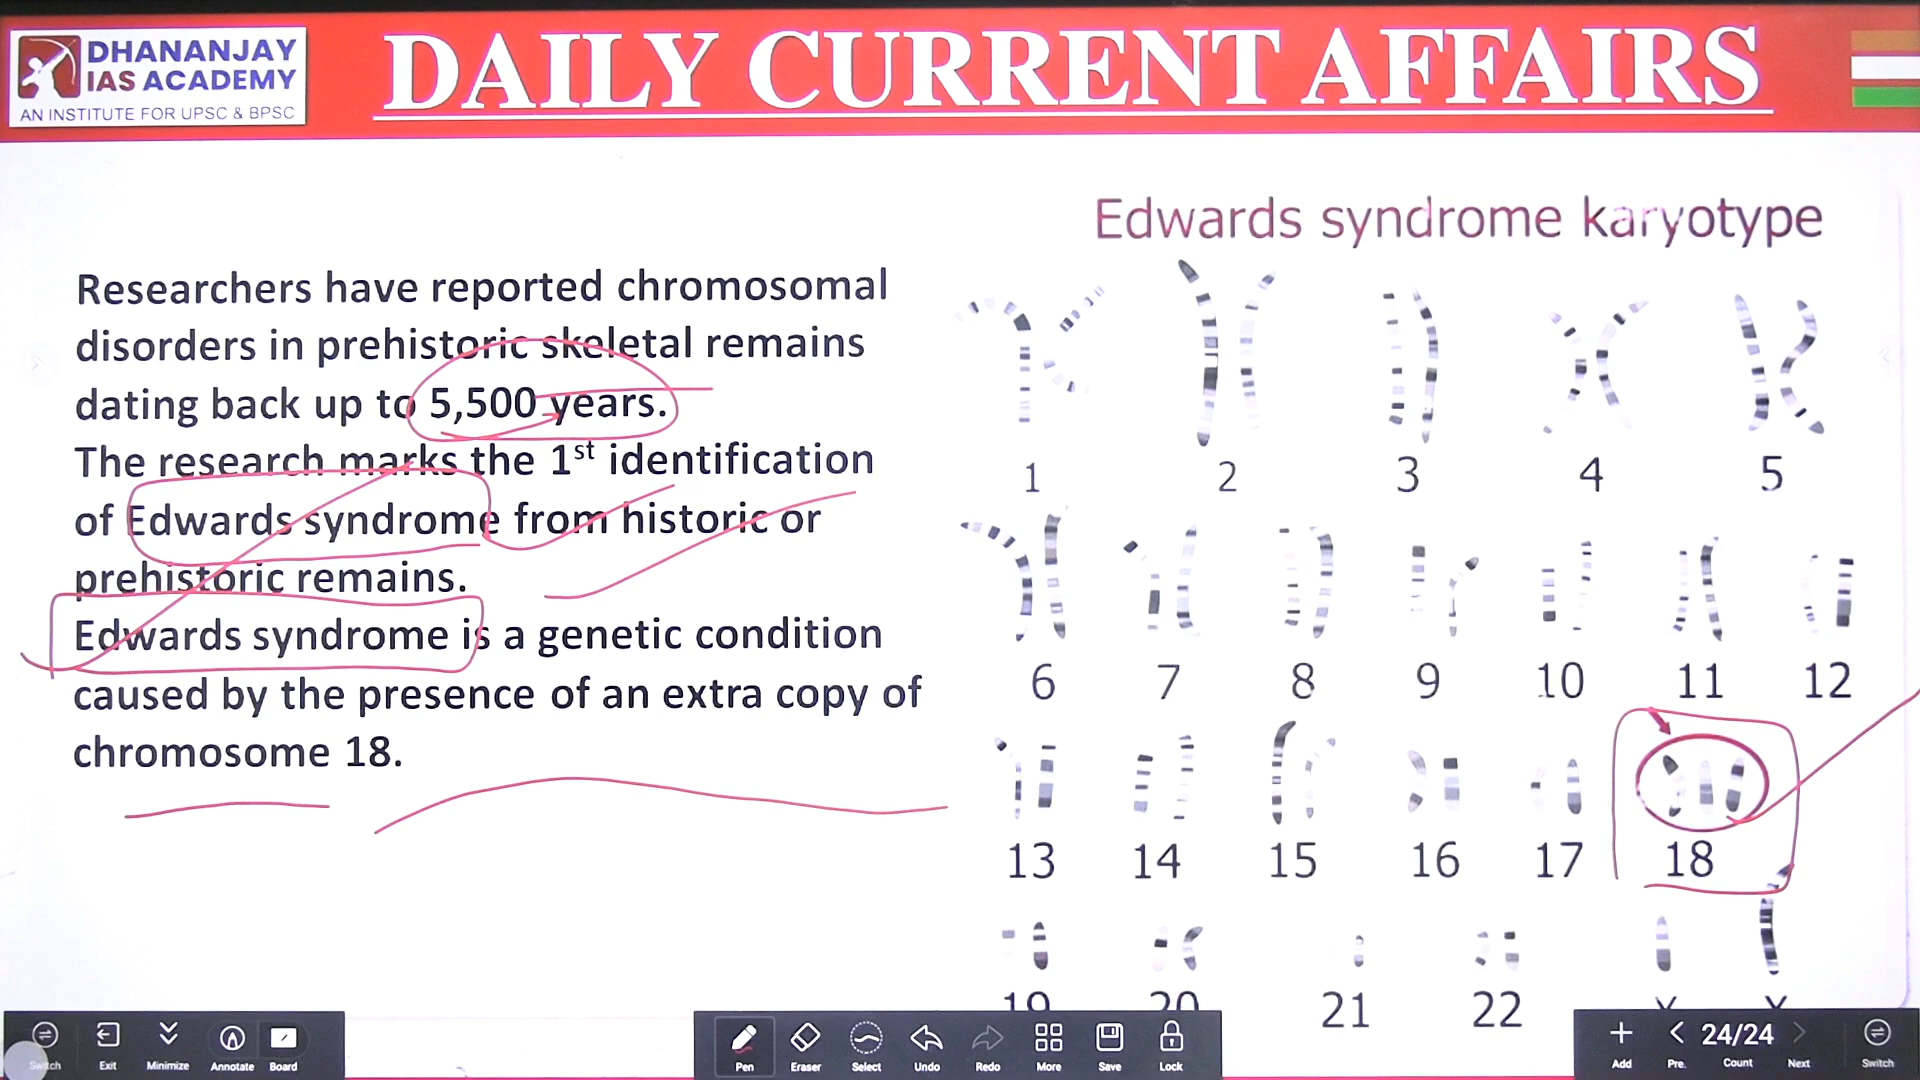 DHANANJAY
IAS ACADEMY
AN INSTITUTE FOR UPSC & BPSC
DAILY CURRENT AFFAIRS
Researchers have reported chromosomal
disorders in prehistoric skeletal remains
dating back up to 5,500 years.
The research marks the 1st identification
of Edwards syndrome from historic or
prehistoric remains.
Edwards syndrome is a genetic condition
caused by the presence of an extra copy of
chromosome 18.
Edwards syndrome karyotype
1 2 3 4 5
6 7 8 9 10 11 12
13 14 15 16 17 18
19 20 21 22
Switch Exit Minimize Annotate Board
Pen Eraser Select Undo Redo More Save Lock
24/24
Add Pre. Count Next Switch